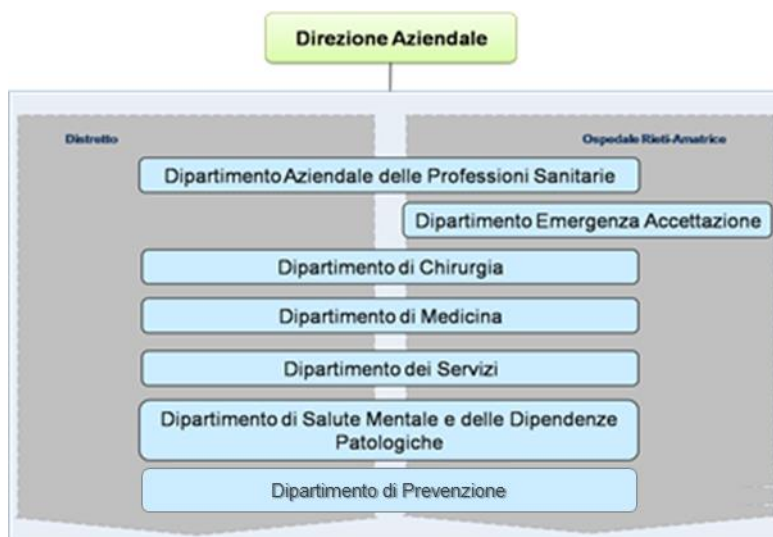 Direzione Aziendale
Distretto
Ospedale Rieti-Amatrice
Dipartimento Aziendale delle Professioni Sanitarie
Dipartimento Emergenza Accettazione
Dipartimento di Chirurgia
Dipartimento di Medicina
Dipartimento dei Servizi
Dipartimento di Salute Mentale e delle Dipendenze
Patologiche
Dipartimento di Prevenzione